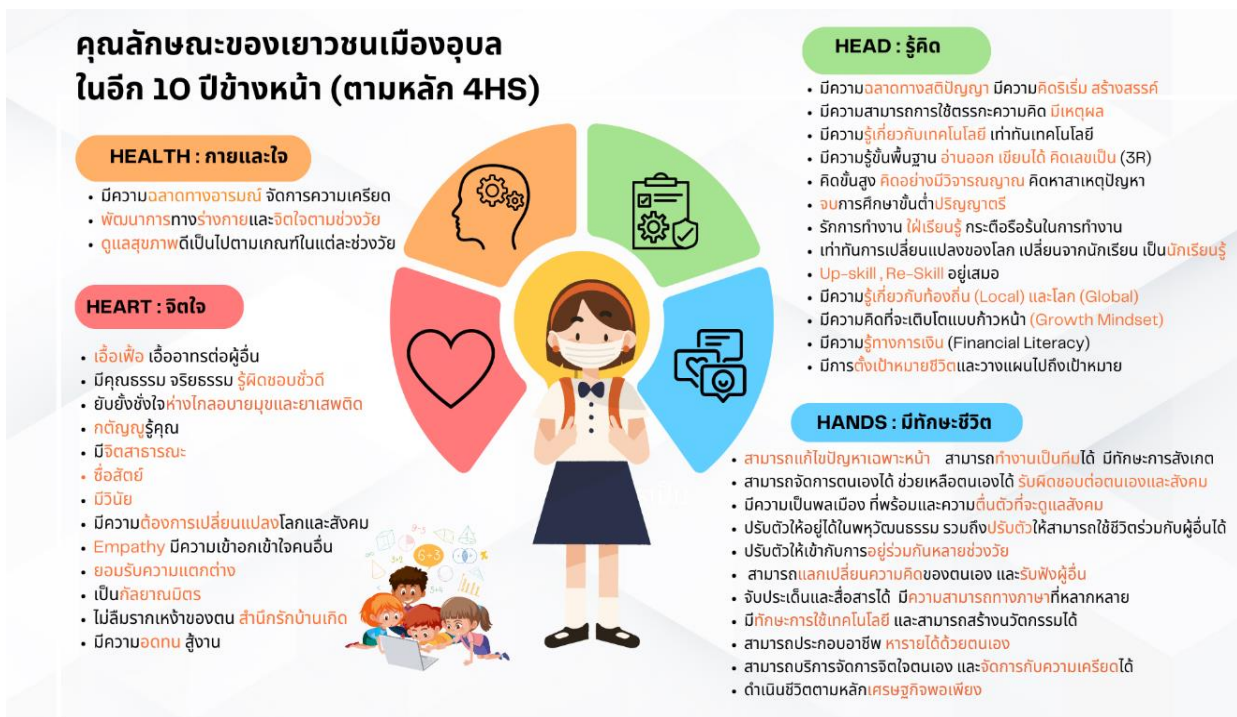 คุณลักษณะของเยาวชนเมืองอุบล
ในอีก 10 ปีข้างหน้า (ตามหลัก 4HS)
HEALTH : กายและใจ
• มีความฉลาดทางอารมณ์ จัดการความเครียด
• พัฒนาการทางร่างกายและจิตใจตามช่วงวัย
• ดูแลสุขภาพดีเป็นไปตามเกณฑ์ในแต่ละช่วงวัย
HEART : จิตใจ
• เอื้อเฟื้อ เอื้ออาทรต่อผู้อื่น
• มีคุณธรรม จริยธรรม รู้ผิดชอบชั่วดี
• ยับยั้งชั่งใจห่างไกลอบายมุขและยาเสพติด
• กตัญญูรู้คุณ
• มีจิตสาธารณะ
• ซื่อสัตย์
• มีวินัย
• มีความต้องการเปลี่ยนแปลงโลกและสังคม
• Empathy มีความเข้าอกเข้าใจคนอื่น
• ยอมรับความแตกต่าง
• เป็นกัลยาณมิตร
• ไม่ลืมรากเหง้าของตน สำนึกรักบ้านเกิด
• มีความอดทน สู้งาน
6+3
HEAD : รู้คิด
• มีความฉลาดทางสติปัญญา มีความคิดริเริ่ม สร้างสรรค์
• มีความสามารถการใช้ตรรกะความคิด มีเหตุผล
• มีความรู้เกี่ยวกับเทคโนโลยี เท่าทันเทคโนโลยี
• มีความรู้ขั้นพื้นฐาน อ่านออก เขียนได้ คิดเลขเป็น (3R)
• คิดขั้นสูง คิดอย่างมีวิจารณญาณ คิดหาสาเหตุปัญหา
• จบการศึกษาขั้นต่ำปริญญาตรี
• รักการทำงาน ใฝ่เรียนรู้ กระตือรือร้นในการทำงาน
• เท่าทันการเปลี่ยนแปลงของโลก เปลี่ยนจากนักเรียน เป็นนักเรียนรู้
• Up-skill , Re-Skill อยู่เสมอ
• มีความรู้เกี่ยวกับท้องถิ่น (Local) และโลก (Global)
• มีความคิดที่จะเติบโตแบบก้าวหน้า (Growth Mindset)
• มีความรู้ทางการเงิน (Financial Literacy)
• มีการตั้งเป้าหมายชีวิตและวางแผนไปถึงเป้าหมาย
HANDS : มีทักษะชีวิต
• สามารถแก้ไขปัญหาเฉพาะหน้า สามารถทำงานเป็นทีมได้ มีทักษะการสังเกต
• สามารถจัดการตนเองได้ ช่วยเหลือตนเองได้ รับผิดชอบต่อตนเองและสังคม
• มีความเป็นพลเมือง ที่พร้อมและความตื่นตัวที่จะดูแลสังคม
• ปรับตัวให้อยู่ได้ในพหุวัฒนธรรม รวมถึงปรับตัวให้สามารถใช้ชีวิตร่วมกับผู้อื่นได้
• ปรับตัวให้เข้ากับการอยู่ร่วมกันหลายช่วงวัย
• สามารถแลกเปลี่ยนความคิดของตนเอง และรับฟังผู้อื่น
• จับประเด็นและสื่อสารได้ มีความสามารถทางภาษาที่หลากหลาย
• มีทักษะการใช้เทคโนโลยี และสามารถสร้างนวัตกรรมได้
• สามารถประกอบอาชีพ หารายได้ด้วยตนเอง
• สามารถบริการจัดการจิตใจตนเอง และจัดการกับความเครียดได้
• ดำเนินชีวิตตามหลักเศรษฐกิจพอเพียง